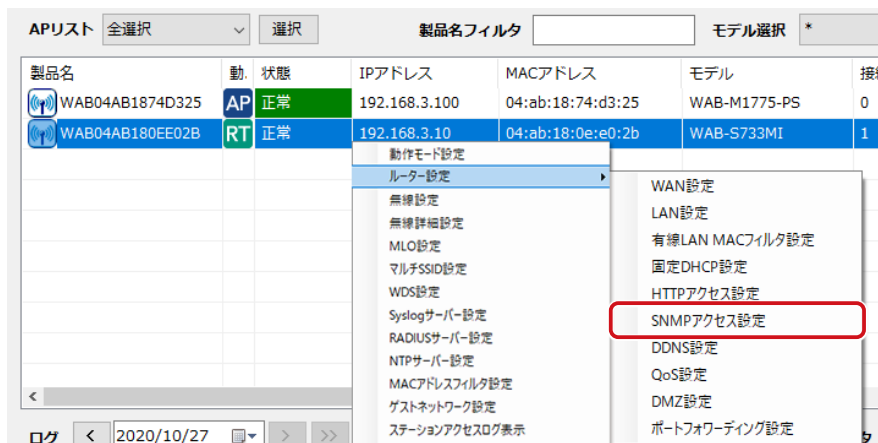 APリスト 全選択 選択 製品名フィルタ モデル選択 *
製品名 動. 状態 IPアドレス MACアドレス モデル 接
WAB04AB1874D325 AP 正常 192.168.3.100 04:ab:18:74:d3:25 WAB-M1775-PS 0
WAB04AB180EE02B RT 正常 192.168.3.10 04:ab:18:0e:e0:2b WAB-S733MI 1
動作モード設定
ルーター設定
無線設定
無線詳細設定
MLO設定
マルチSSID設定
WDS設定
Syslogサーバー設定
RADIUSサーバー設定
NTPサーバー設定
MACアドレスフィルタ設定
ゲストネットワーク設定
ステーションアクセスログ表示
WAN設定
LAN設定
有線LAN MACフィルタ設定
固定DHCP設定
HTTPアクセス設定
SNMPアクセス設定
DDNS設定
QoS設定
DMZ設定
ポートフォワーディング設定
ログ < 2020/10/27 > >> タ